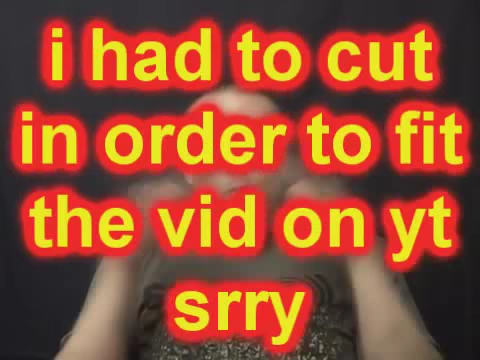 i had to cut
in order to fit
the vid on yt
srry